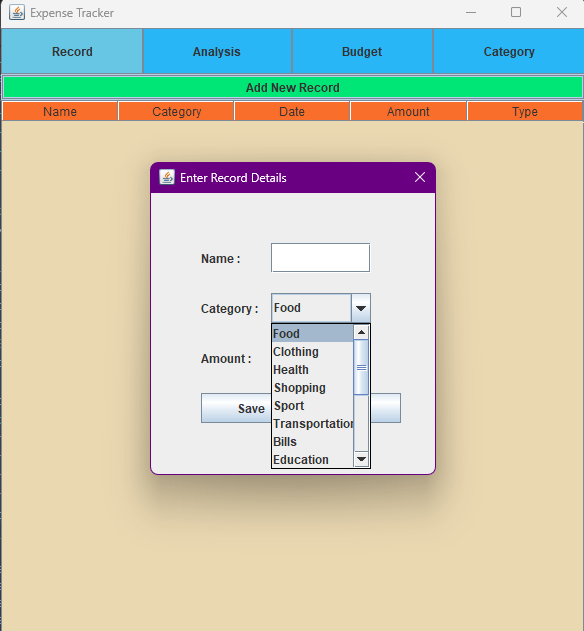 Expense Tracker
Record Analysis Budget Category
Add New Record
Name Category Date Amount Type
Enter Record Details
Name :
Category : Food
Food
Clothing
Health
Amount :
Shopping
Sport
Save
Transportation
Bills
Education